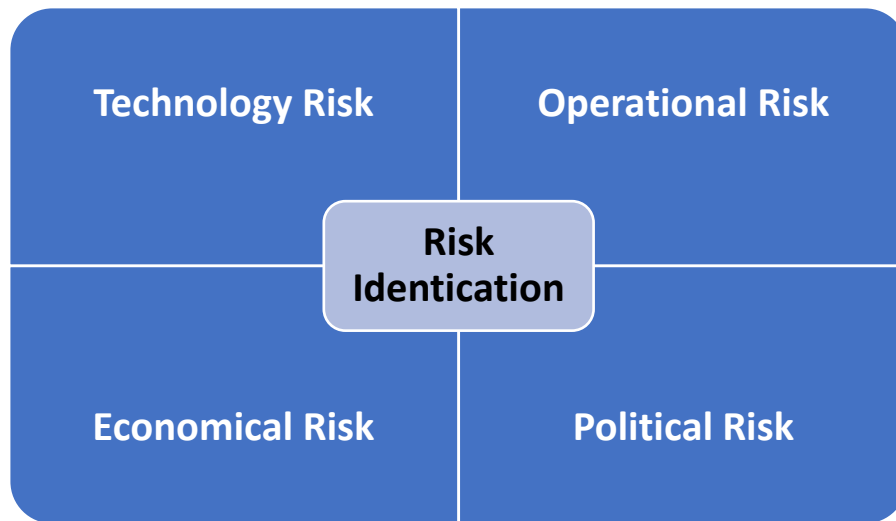 Technology Risk
Operational Risk
Risk
Identication
Economical Risk
Political Risk